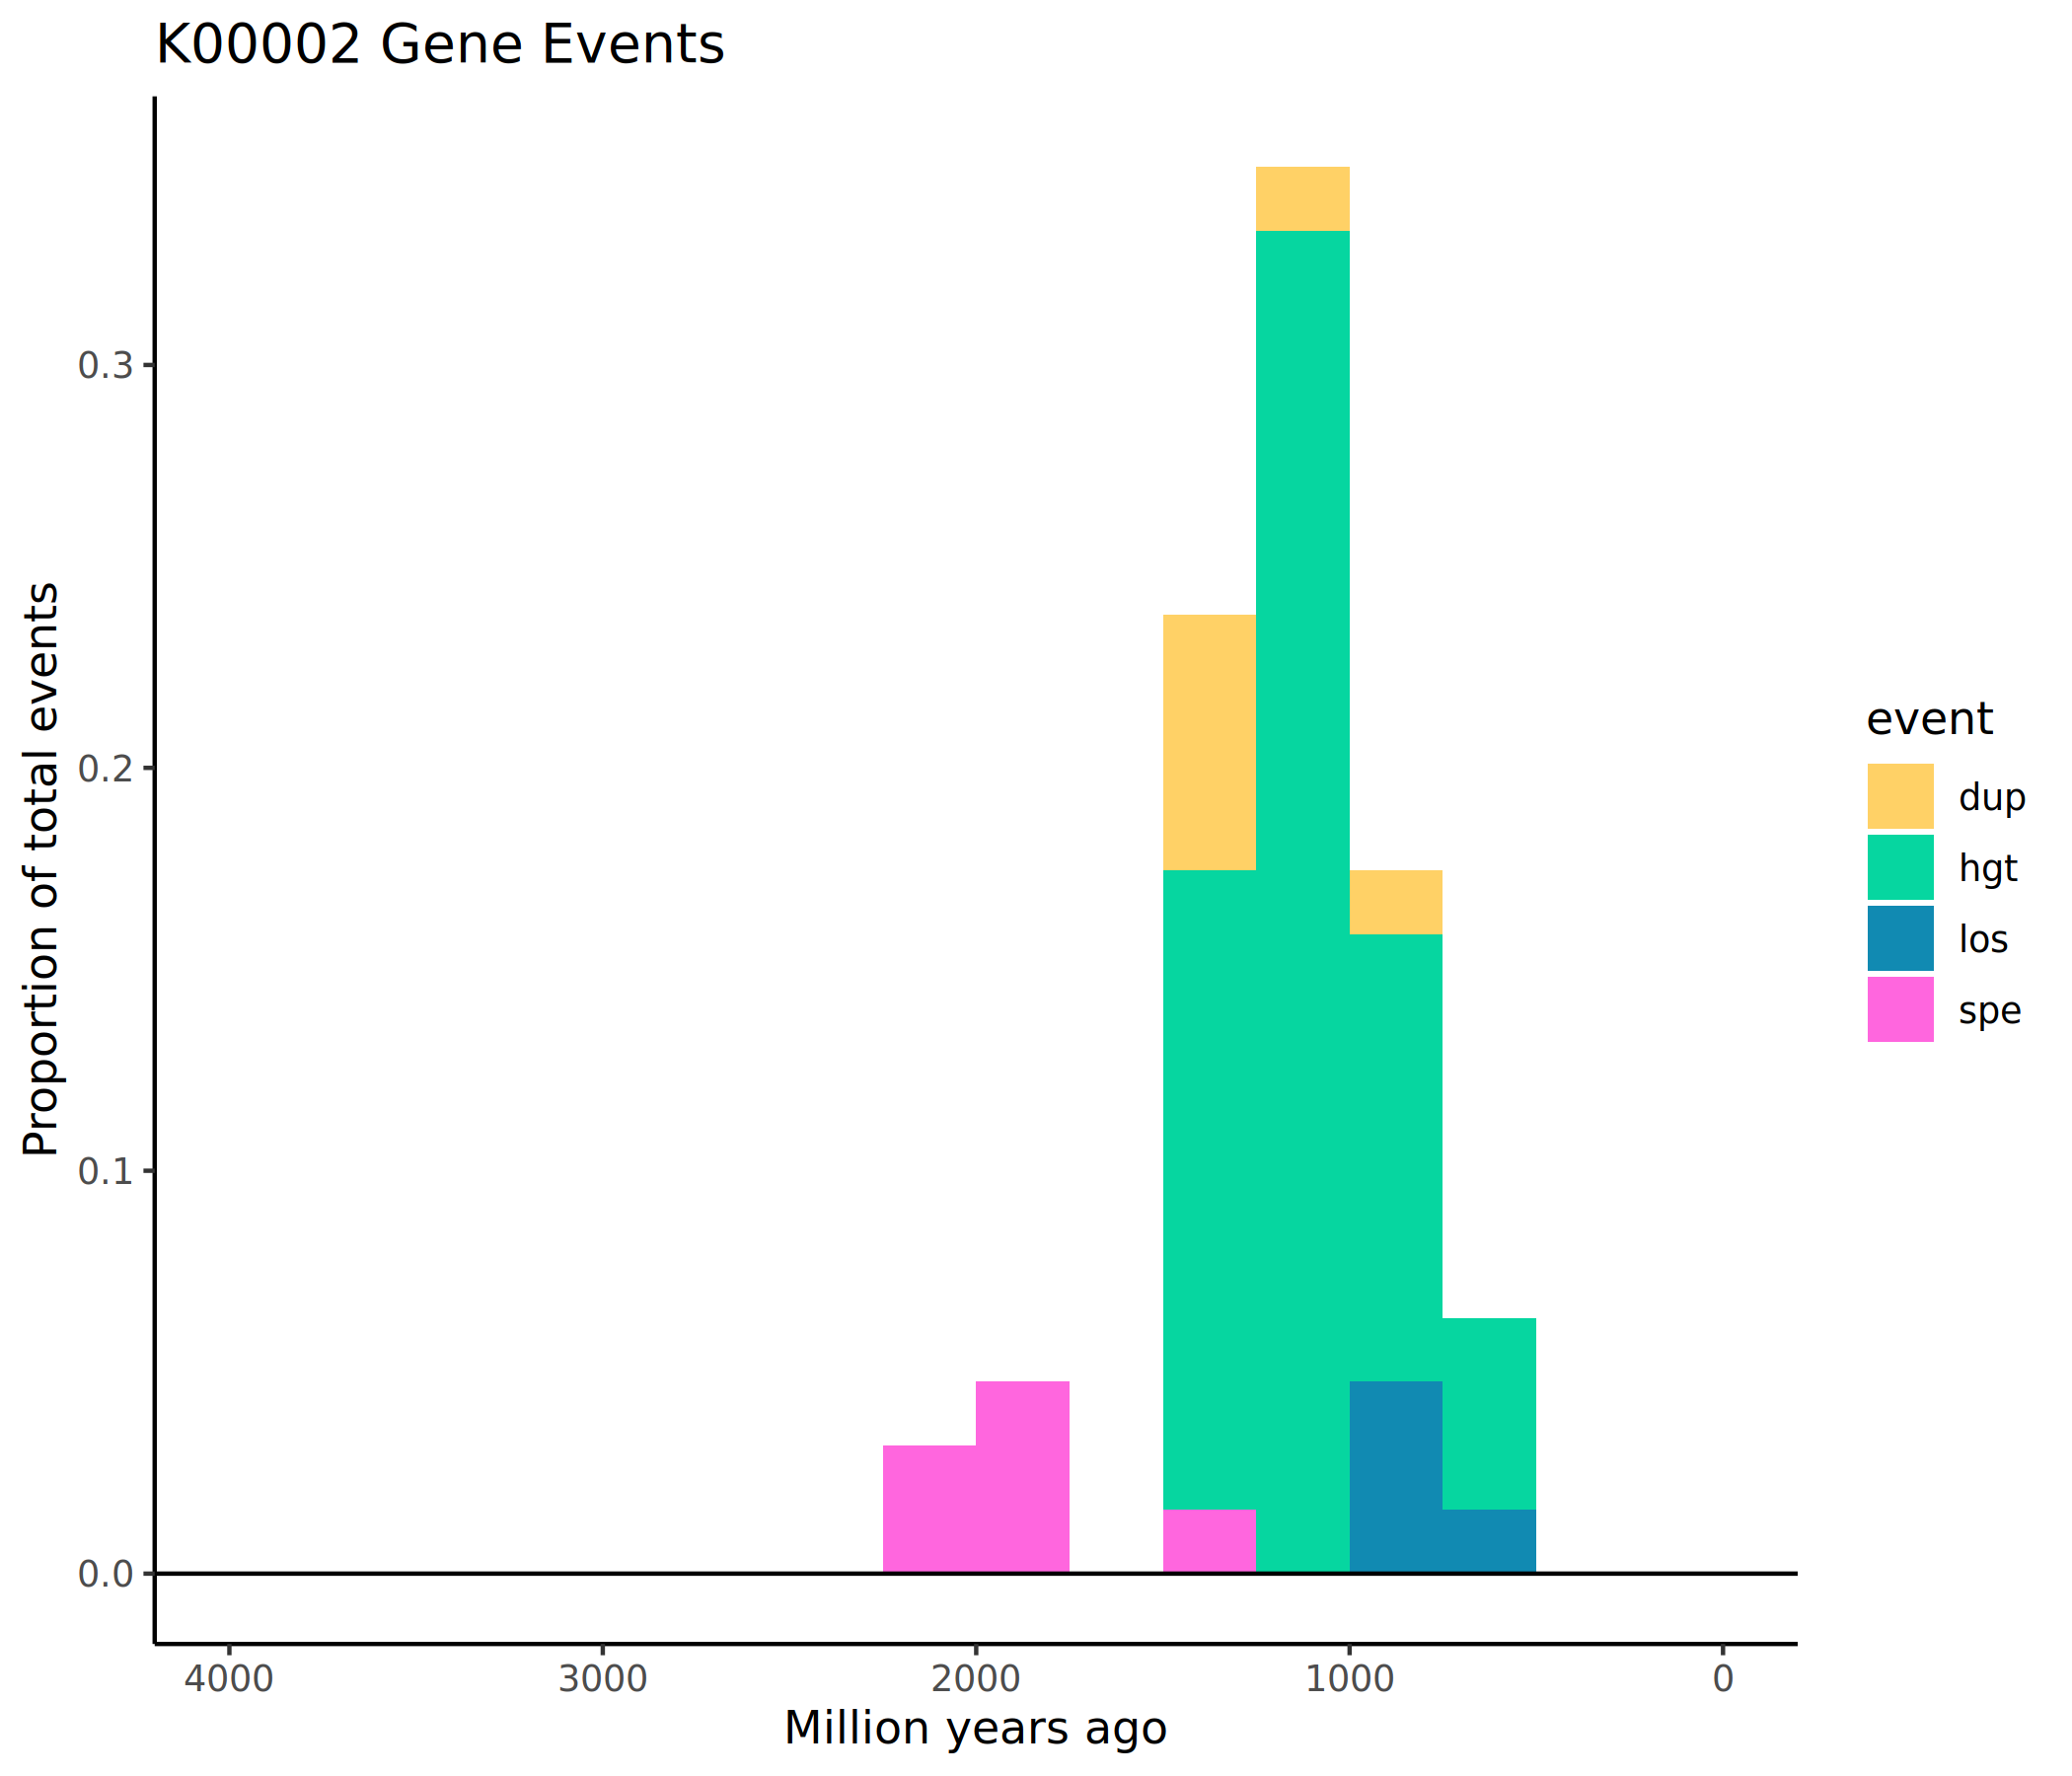 K00002 Gene Events
Proportion of total events
0.3
0.2
0.1
0.0
4000 3000 2000 1000 0
Million years ago
event
dup
hgt
los
spe